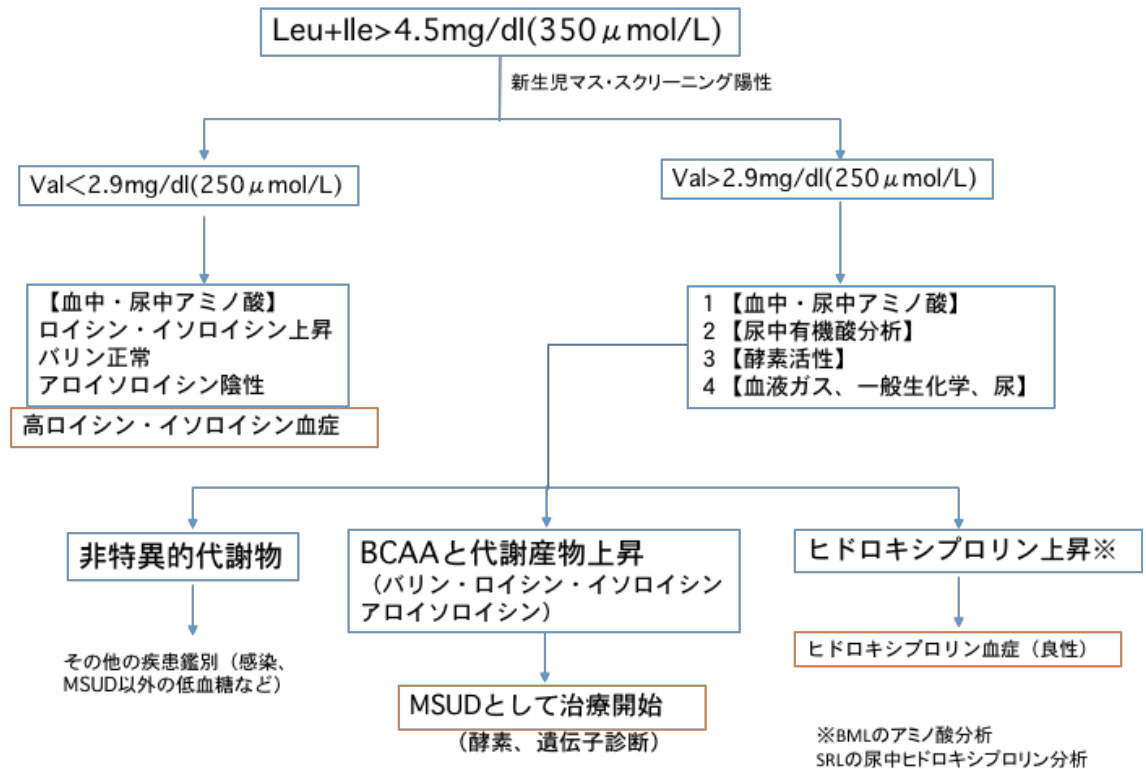 Leu+Ile>4.5mg/dl(350μmol/L)
新生児マス・スクリーニング陽性
Val<2.9mg/dl(250μmol/L)
Val>2.9mg/dl(250μmol/L)
【血中・尿中アミノ酸】
ロイシン・イソロイシン上昇
バリン正常
アロイソロイシン陰性
高ロイシン・イソロイシン血症
1 【血中・尿中アミノ酸】
2 【尿中有機酸分析】
3 【酵素活性】
4 【血液ガス、一般生化学、尿】
非特異的代謝物
BCAAと代謝産物上昇
（バリン・ロイシン・イソロイシン
アロイソロイシン）
ヒドロキシプロリン上昇※
その他の疾患鑑別（感染、
MSUD以外の低血糖など）
MSUDとして治療開始
（酵素、遺伝子診断）
ヒドロキシプロリン血症（良性）
※BMLのアミノ酸分析
SRLの尿中ヒドロキシプロリン分析